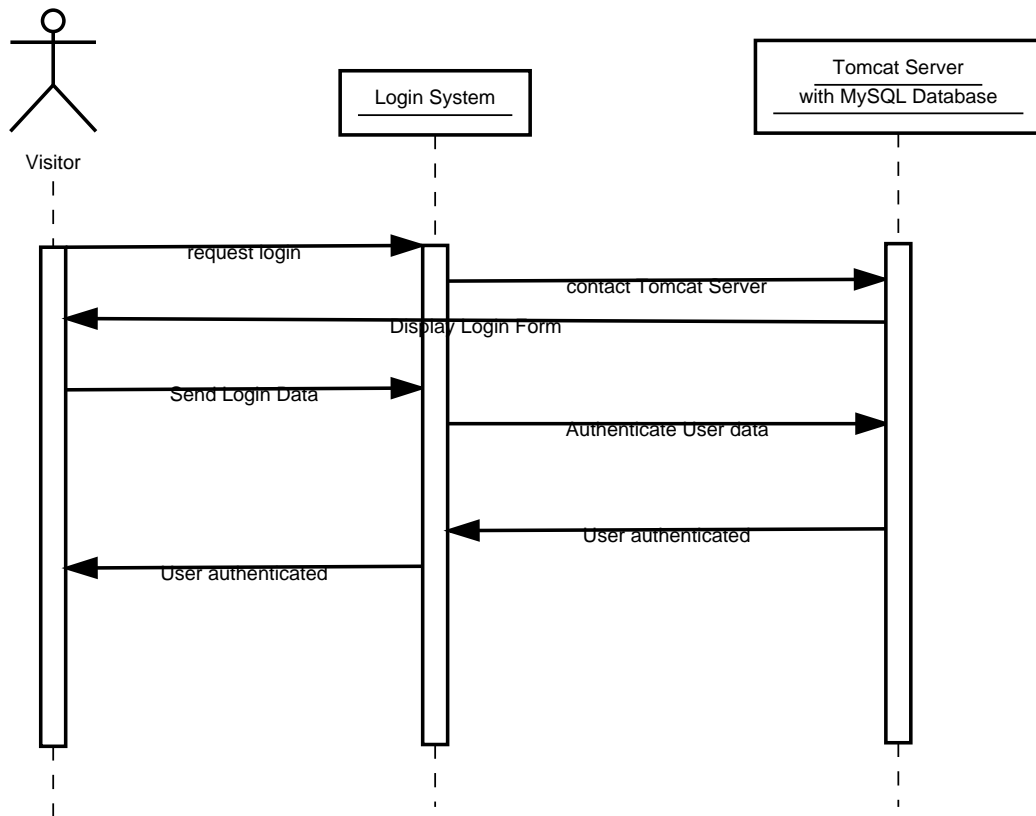 Tomcat Server
with MySQL Database
Login System
Visitor
request login
contact Tomcat Server
Display Login Form
Send Login Data
Authenticate User data
User authenticated
User authenticated